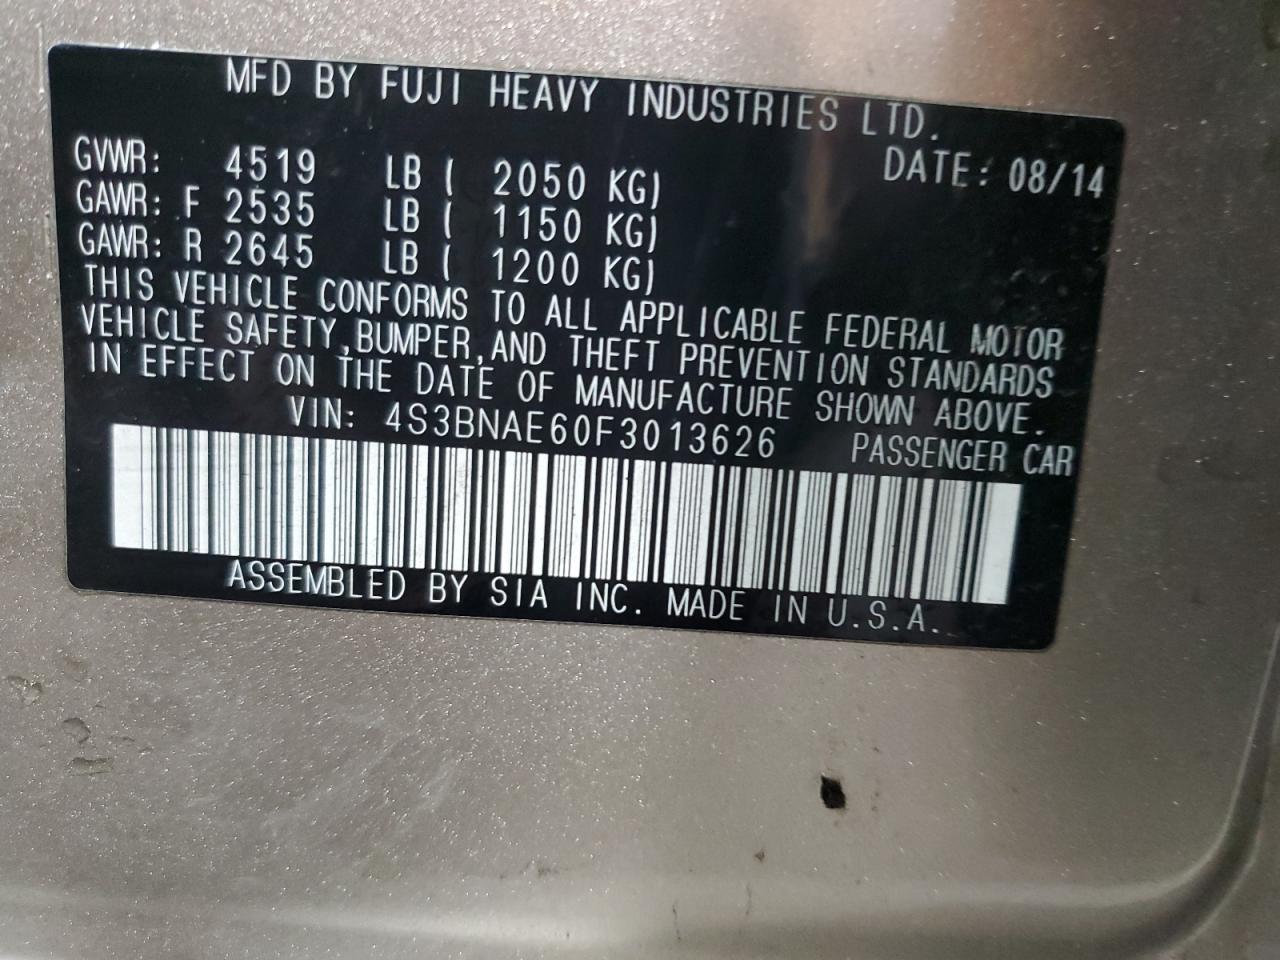 MFD BY FUJI HEAVY INDUSTRIES LTD.
DATE: 08/14
GVWR: 4519 LB ( 2050 KG)
GAWR: F 2535 LB ( 1150 KG)
GAWR: R 2645 LB ( 1200 KG)
THIS VEHICLE CONFORMS TO ALL APPLICABLE FEDERAL MOTOR
VEHICLE SAFETY,BUMPER,AND THEFT PREVENTION STANDARDS
IN EFFECT ON THE DATE OF MANUFACTURE SHOWN ABOVE.
VIN: 4S3BNAE60F3013626 PASSENGER CAR
ASSEMBLED BY SIA INC. MADE IN U.S.A.